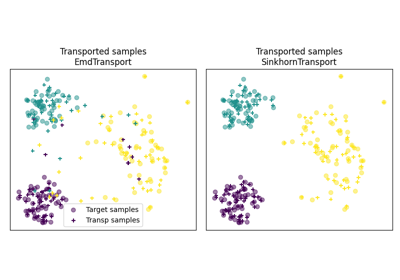 Transported samples
EmdTransport
Transported samples
SinkhornTransport
Target samples
Transp samples